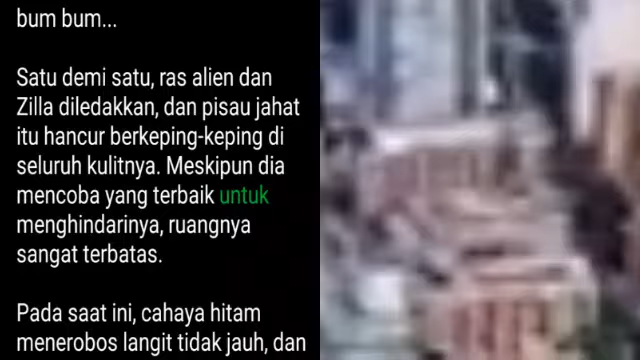 bum bum...
Satu demi satu, ras alien dan
Zilla diledakkan, dan pisau jahat
itu hancur berkeping-keping di
seluruh kulitnya. Meskipun dia
mencoba yang terbaik untuk
menghindarinya, ruangnya
sangat terbatas.
Pada saat ini, cahaya hitam
menerobos langit tidak jauh, dan